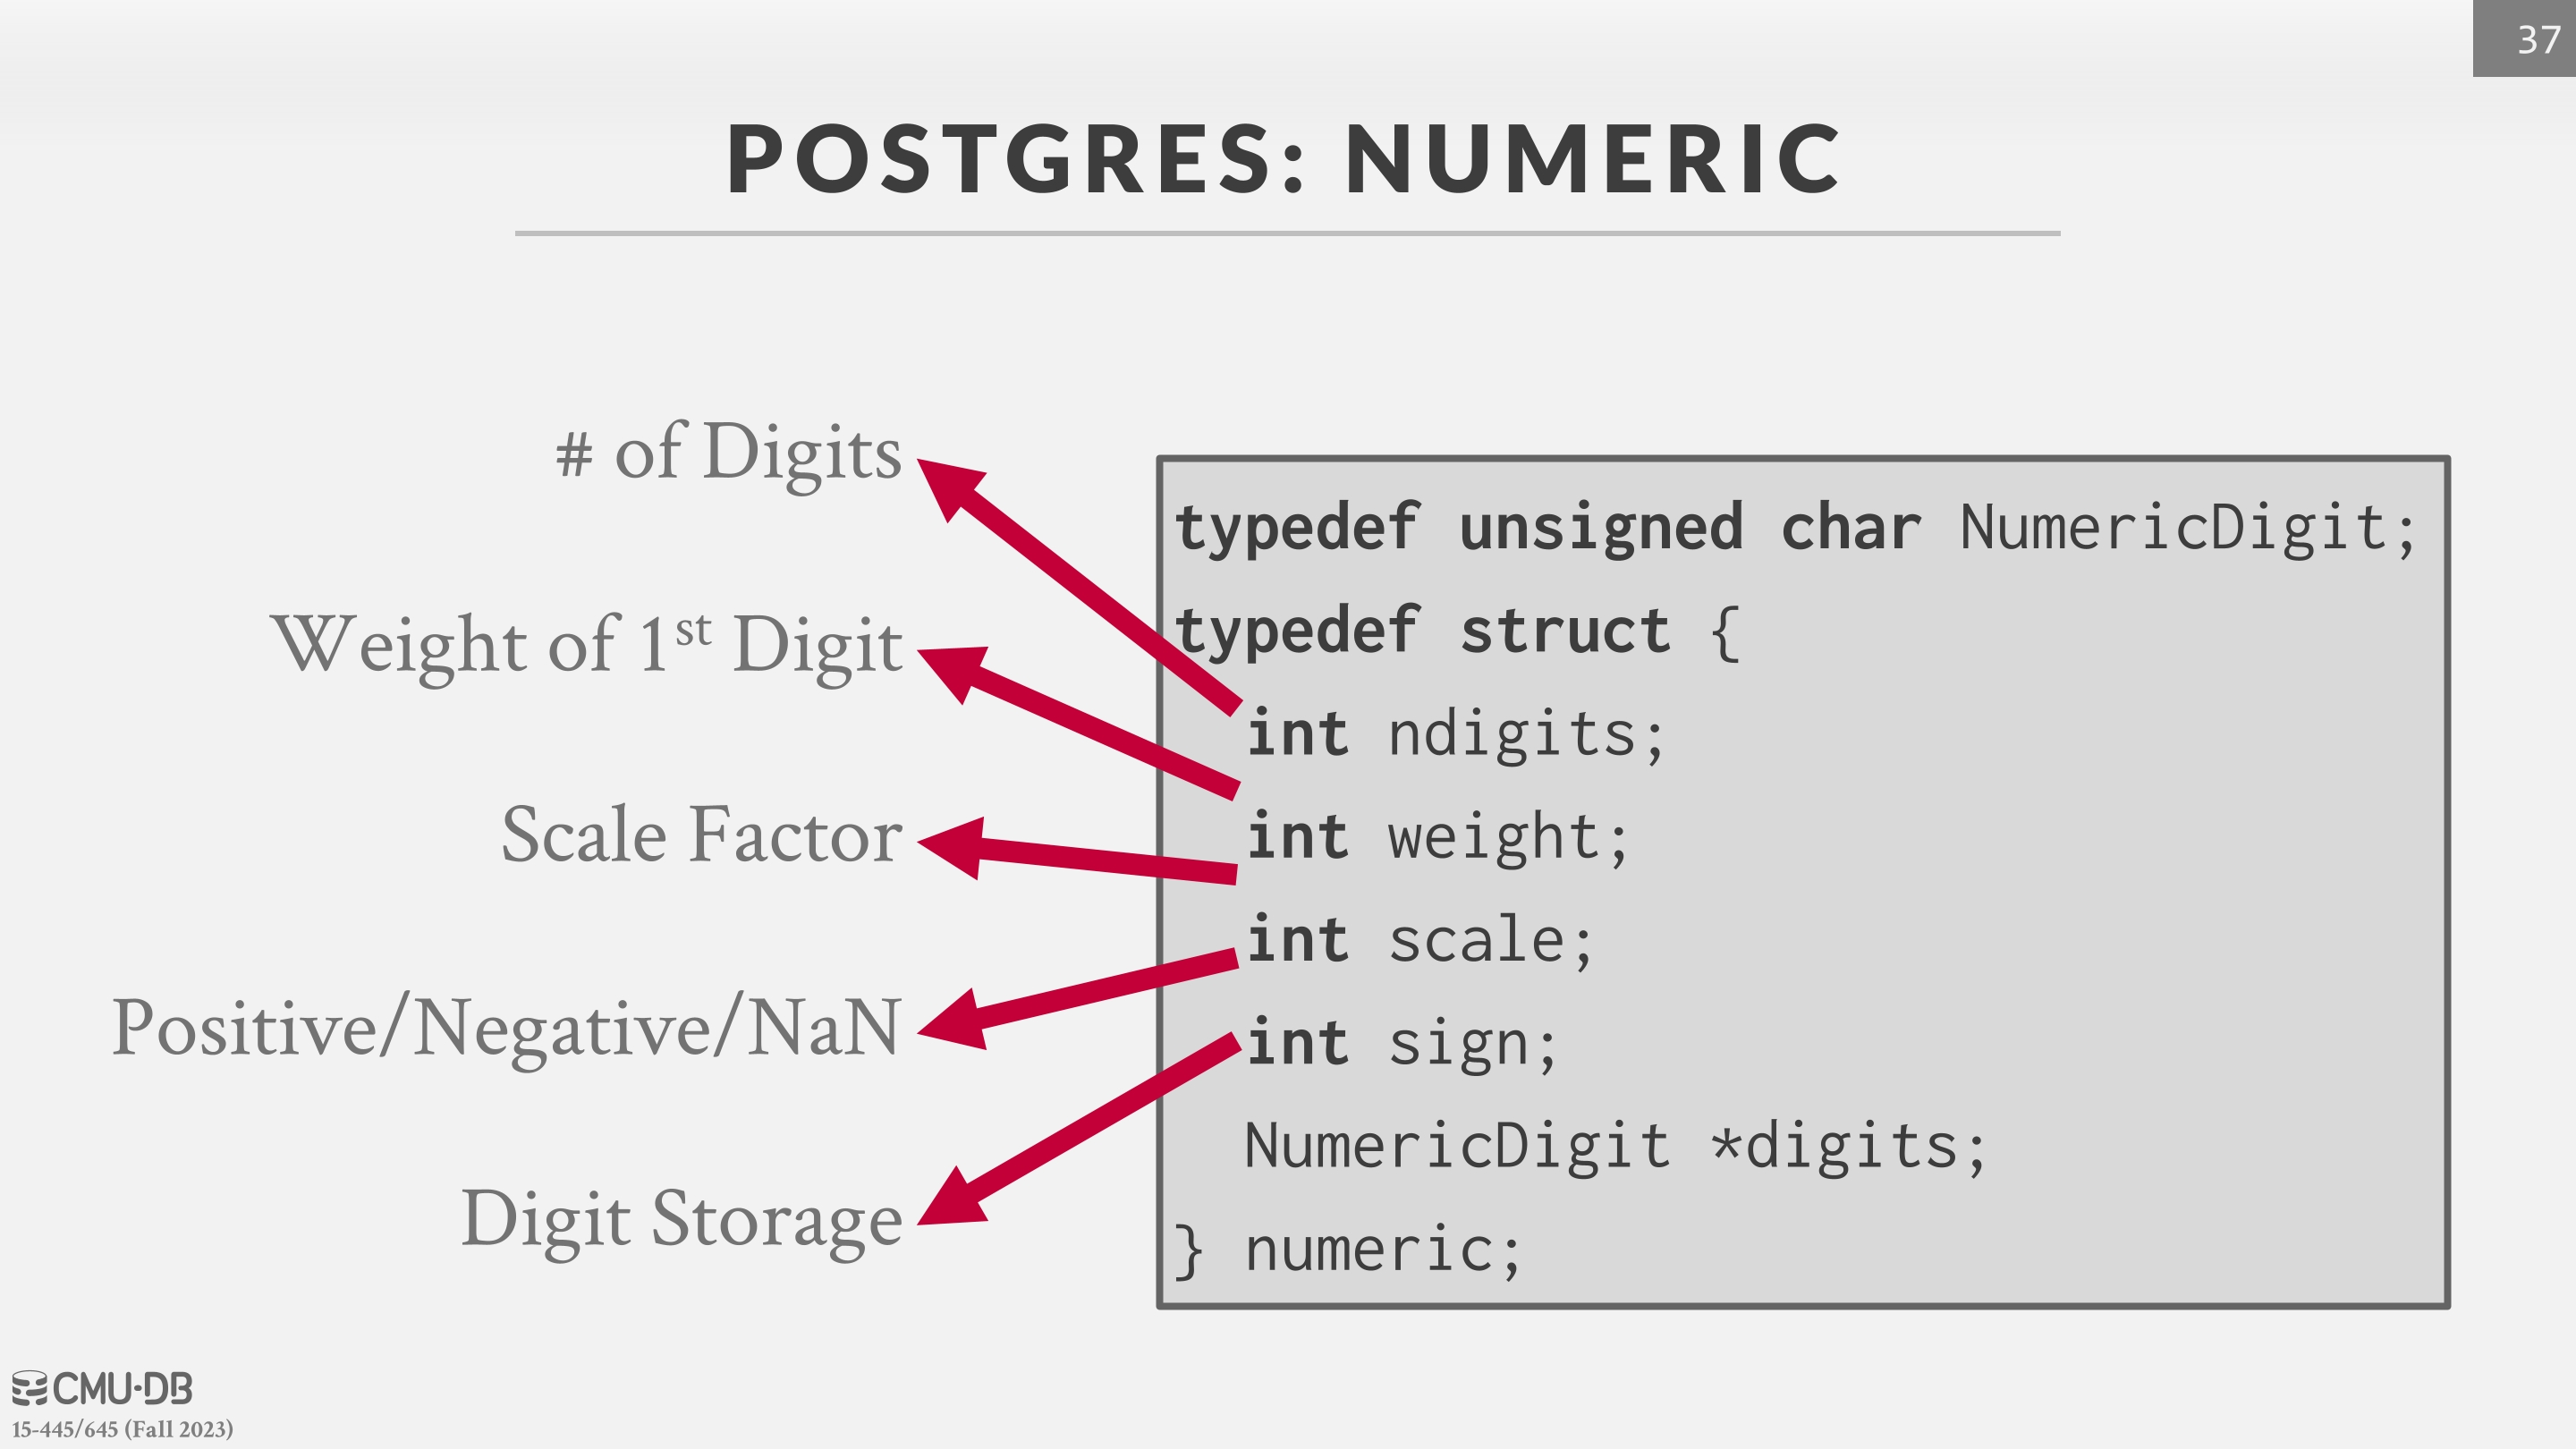 37
POSTGRES: NUMERIC
# of Digits
Weight of 1st Digit
Scale Factor
Positive/Negative/NaN
Digit Storage
typedef unsigned char NumericDigit;
typedef struct {
int ndigits;
int weight;
int scale;
int sign;
NumericDigit *digits;
} numeric;
CMU·DB
15-445/645 (Fall 2023)